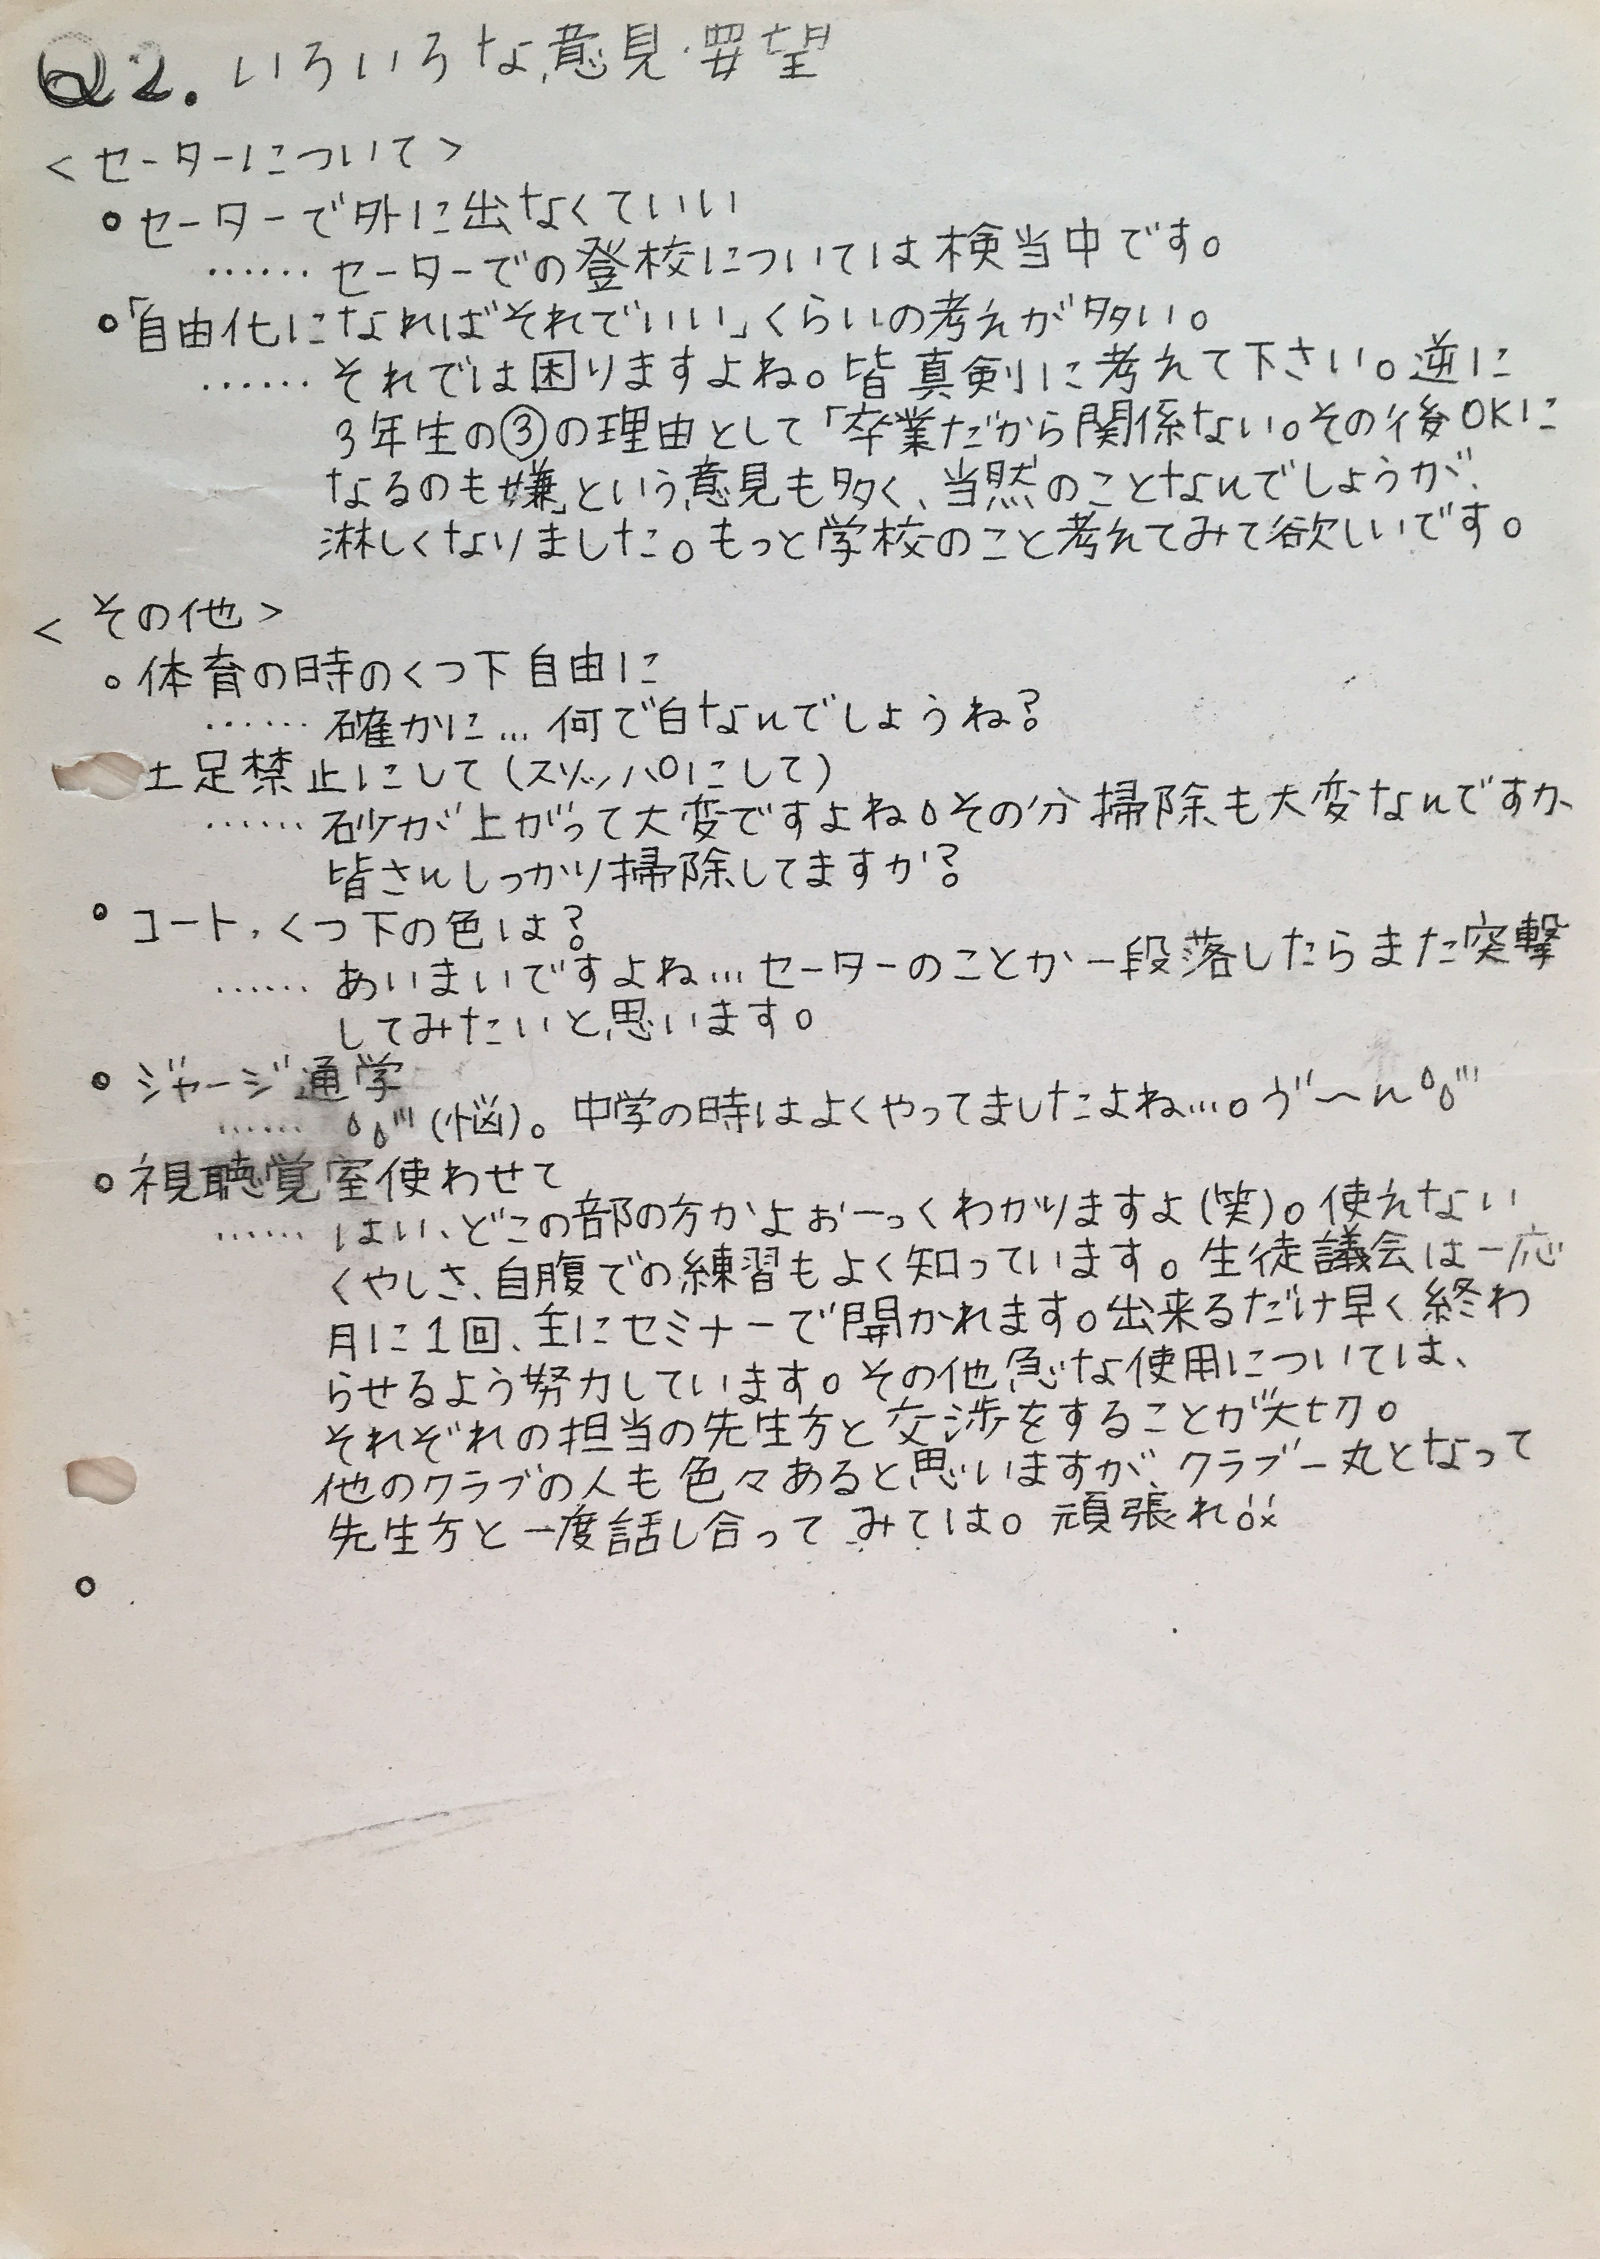 Q2. いろいろな意見・要望
<セーターについて>
○セーターで外に出なくていい
……セーターでの登校については検当中です。
○「自由化になればそれでいい」くらいの考えが多い。
……それでは困りますよね。皆真剣に考えて下さい。逆に
3年生の③の理由として「卒業だから関係ない。その後OKに
なるのも嫌」という意見も多く、当然のことなんでしょうが、
淋しくなりました。もっと学校のこと考えてみて欲しいです。
<その他>
○体育の時のくつ下自由に
……確かに…何で白なんでしょうね?
土足禁止にして(スリッパにして)
……砂が上がって大変ですよね。その分掃除も大変なんですが、
皆さんしっかり掃除してますか?
○コート,くつ下の色は?
……あいまいですよね…セーターのことが一段落したらまた突撃
してみたいと思います。
○ジャージ通学
……(悩)。中学の時はよくやってましたよね…。ゔ〜ん
○視聴覚室使わせて
……はい、どこの部の方かよぉーっくわかりますよ(笑)。使えない
くやしさ、自腹での練習もよく知っています。生徒議会は一応
月に1回、主にセミナーで開かれます。出来るだけ早く終わ
らせるよう努力しています。その他急な使用については、
それぞれの担当の先生方と交渉をすることが大切。
他のクラブの人も色々あると思いますが、クラブ一丸となって
先生方と一度話し合ってみては。頑張れ
○